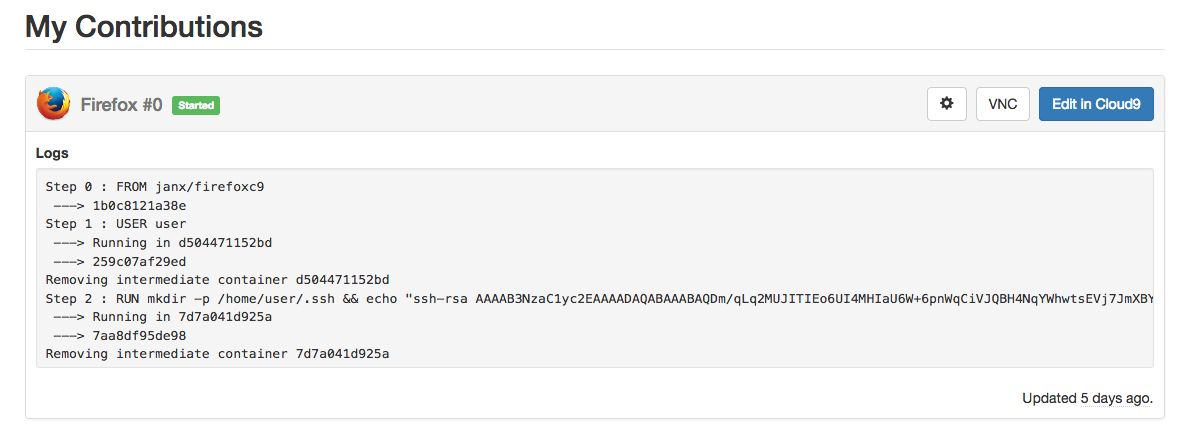 My Contributions
Firefox #0 Started VNC Edit in Cloud9
Logs
Step 0 : FROM janx/firefoxc9
---> 1b0c8121a38e
Step 1 : USER user
---> Running in d504471152bd
---> 259c07af29ed
Removing intermediate container d504471152bd
Step 2 : RUN mkdir -p /home/user/.ssh && echo "ssh-rsa AAAAB3NzaC1yc2EAAAADAQABAAABAQDm/qLq2MUJITIEo6UI4MHIaU6W+6pnWqCiVJQBH4NqYWhwtsEVj7JmXBY
---> Running in 7d7a041d925a
---> 7aa8df95de98
Removing intermediate container 7d7a041d925a
Updated 5 days ago.